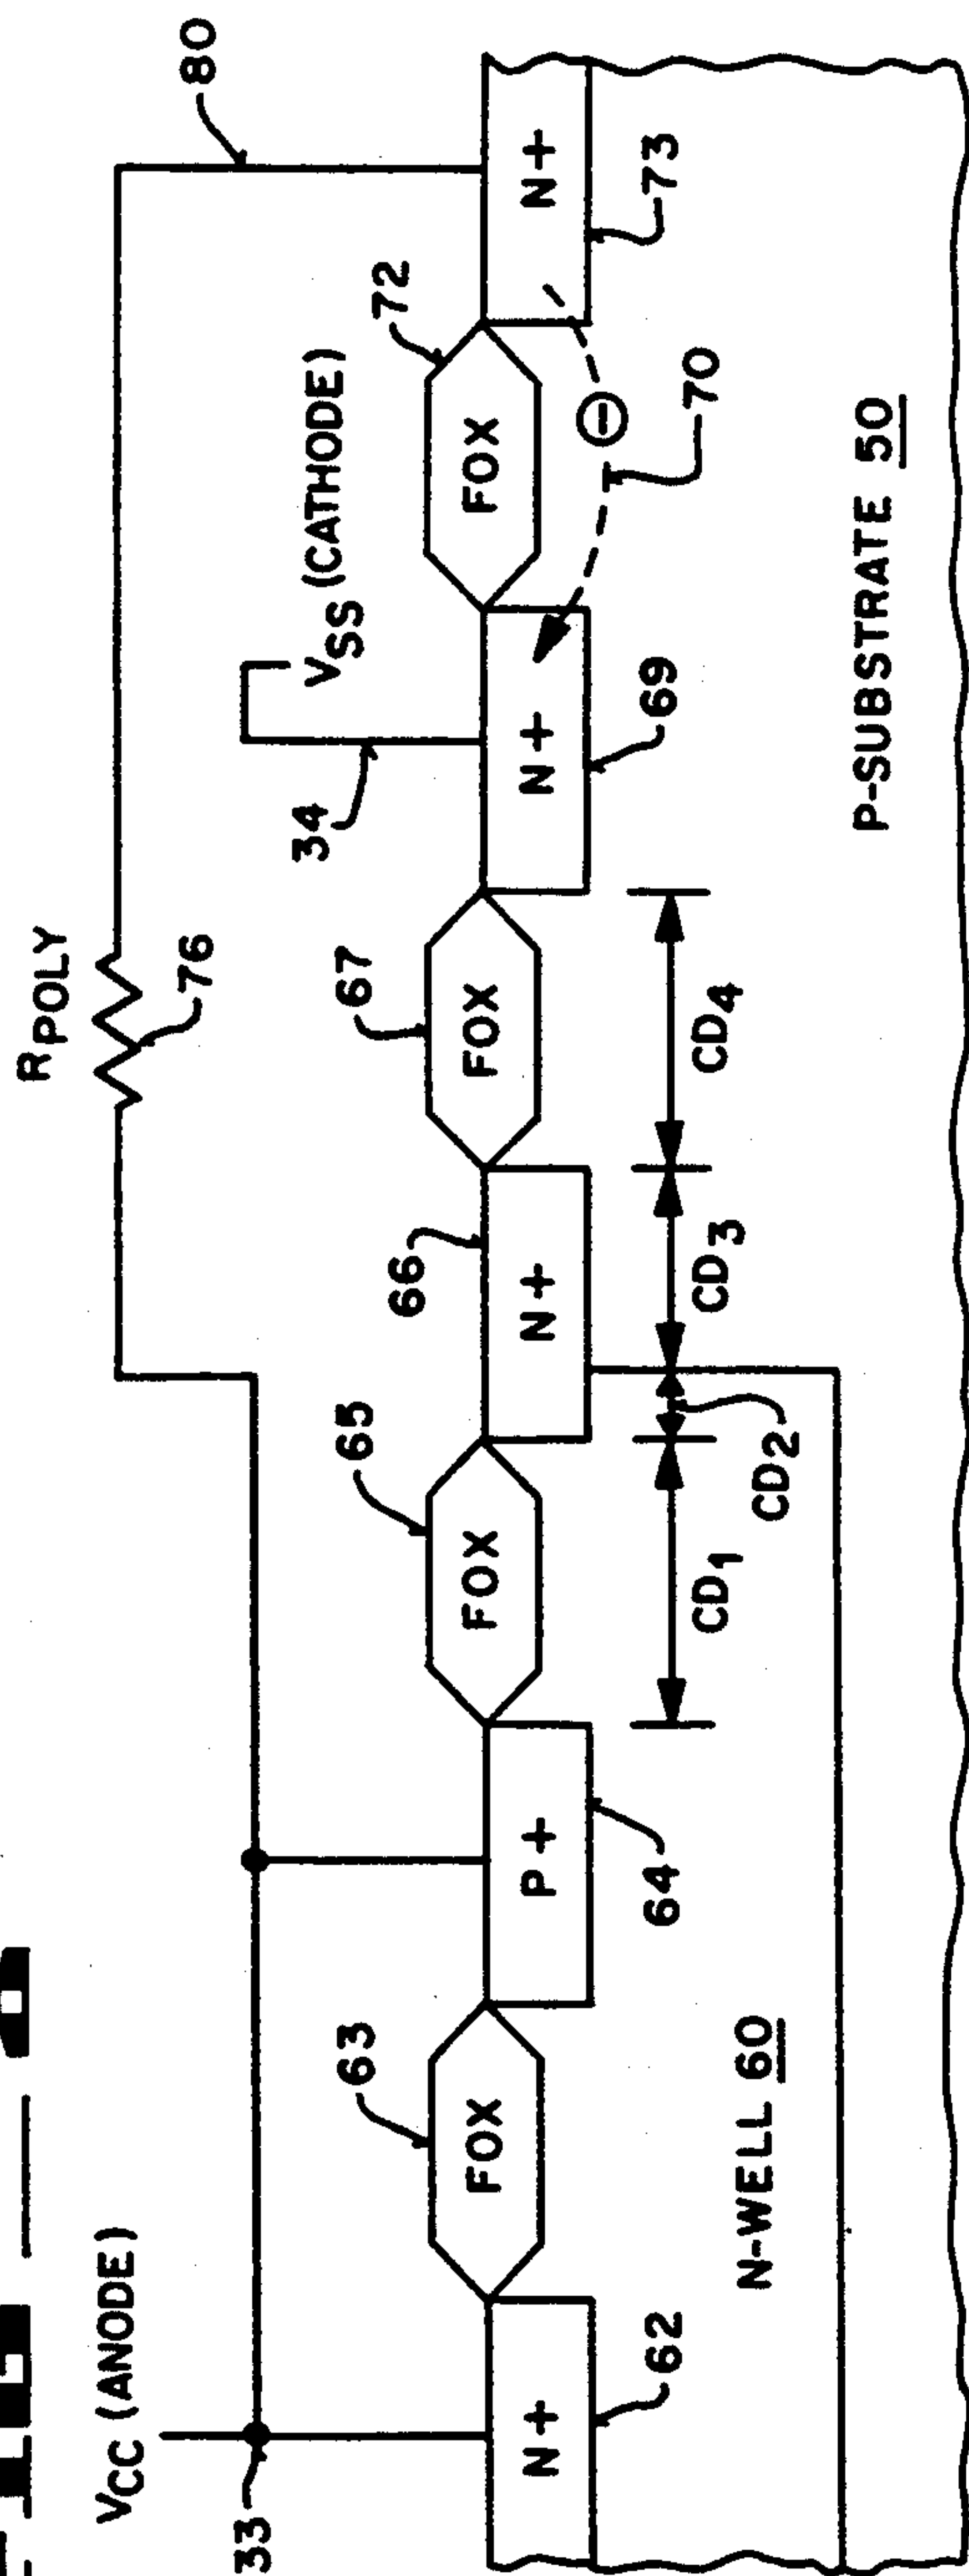 VCC (ANODE)
33
RPOLY
76
80
34
VSS (CATHODE)
63
65
66
67
72
N+
FOX
P+
FOX
N+
FOX
N+
FOX
N+
62
64
69
70
73
⊖
CD1
CD2
CD3
CD4
N-WELL 60
P-SUBSTRATE 50